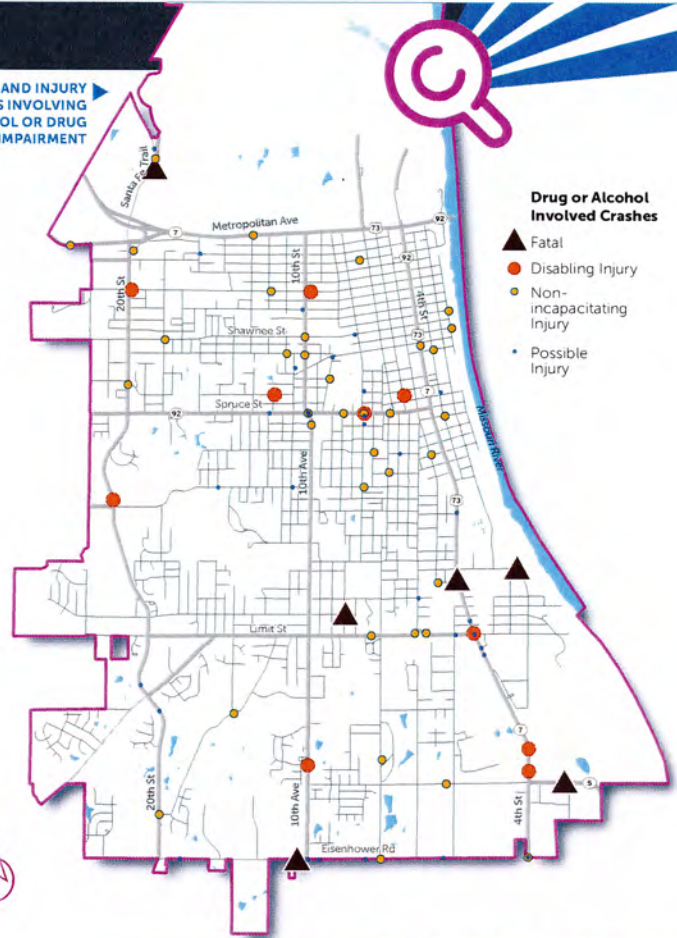 AND INJURY
S INVOLVING
OL OR DRUG
IMPAIRMENT
Santa Fe Trail
7
Metropolitan Ave
73
92
20th St
10th St
92
4th St
73
Shawnee St
Spruce St
92
7
Missouri River
10th Ave
73
Limit St
7
20th St
10th Ave
4th St
5
Eisenhower Rd
Drug or Alcohol
Involved Crashes
Fatal
Disabling Injury
Non-
incapacitating
Injury
Possible
Injury